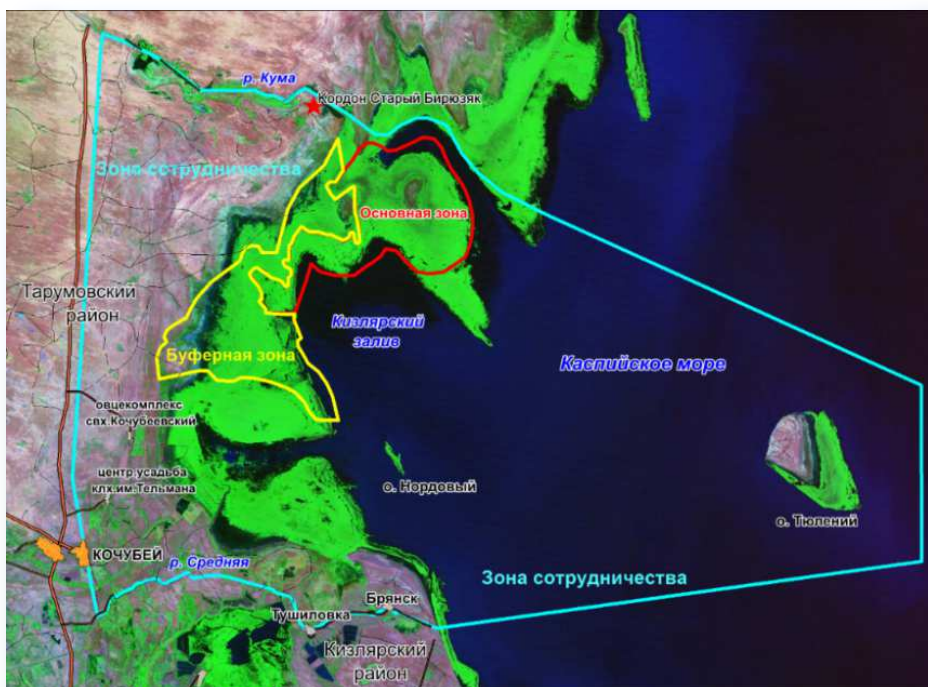 р. Кума
Кордон Старый Бирюзяк
Зона сотрудничества
Основная зона
Тарумовский
район
Кизлярский
залив
Буферная зона
Каспийское море
овцекомплекс
свх.Кочубеевский
центр.усадьба
клх.им.Тельмана
о. Нордовый
о. Тюлений
КОЧУБЕЙ
р. Средняя
Зона сотрудничества
Брянск
Тушиловка
Кизлярский
район